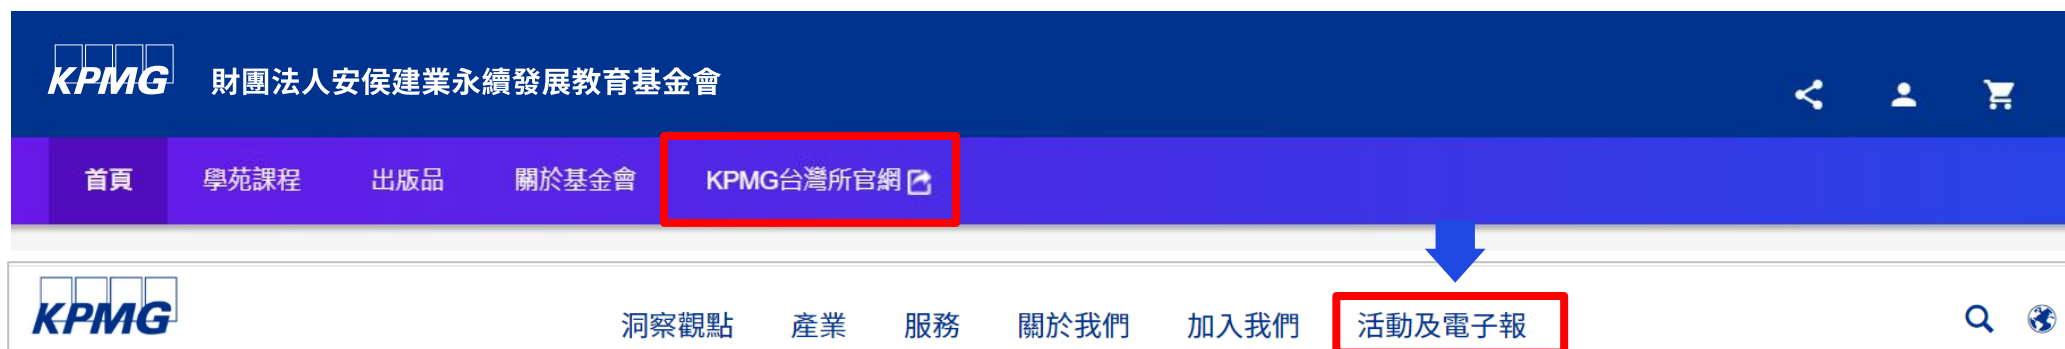 KPMG 財團法人安侯建業永續發展教育基金會
首頁 學苑課程 出版品 關於基金會 KPMG台灣所官網
KPMG 洞察觀點 產業 服務 關於我們 加入我們 活動及電子報